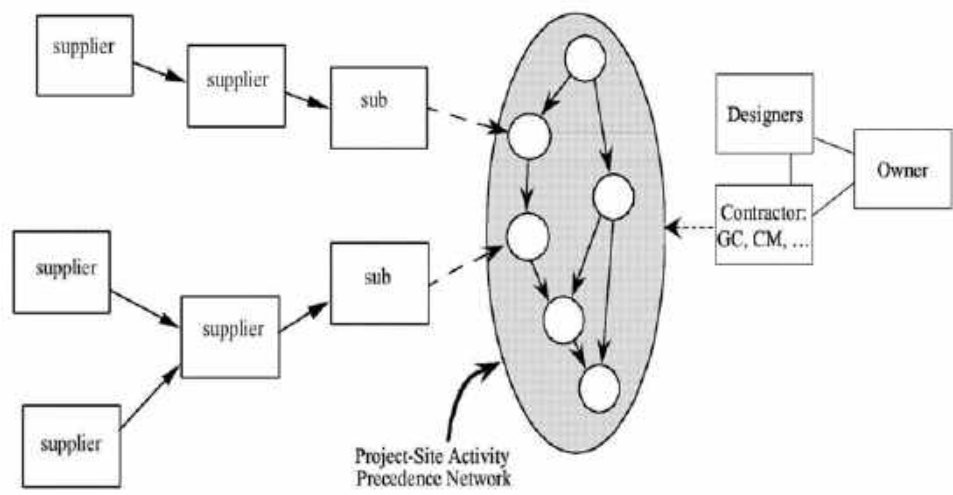 supplier
supplier
sub
Designers
Owner
Contractor:
GC, CM, ...
supplier
supplier
sub
supplier
Project-Site Activity
Precedence Network